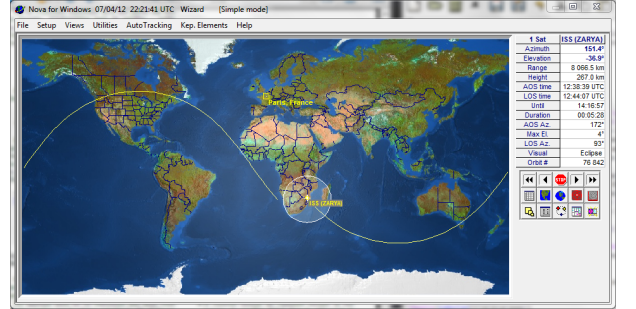 Nova for Windows 07/04/12 22:21:41 UTC Wizard [Simple mode]
File Setup Views Utilities AutoTracking Kep. Elements Help
1 Sat ISS (ZARYA)
Azimuth 151.4°
Elevation -36.9°
Range 8 066.5 km
Height 267.0 km
AOS time 12:38:39 UTC
LOS time 12:44:07 UTC
Until 14:16:57
Duration 00:05:28
AOS Az. 172°
Max El. 4°
LOS Az. 93°
Visual Eclipse
Orbit # 76 842
STOP
Paris, France
ISS (ZARYA)